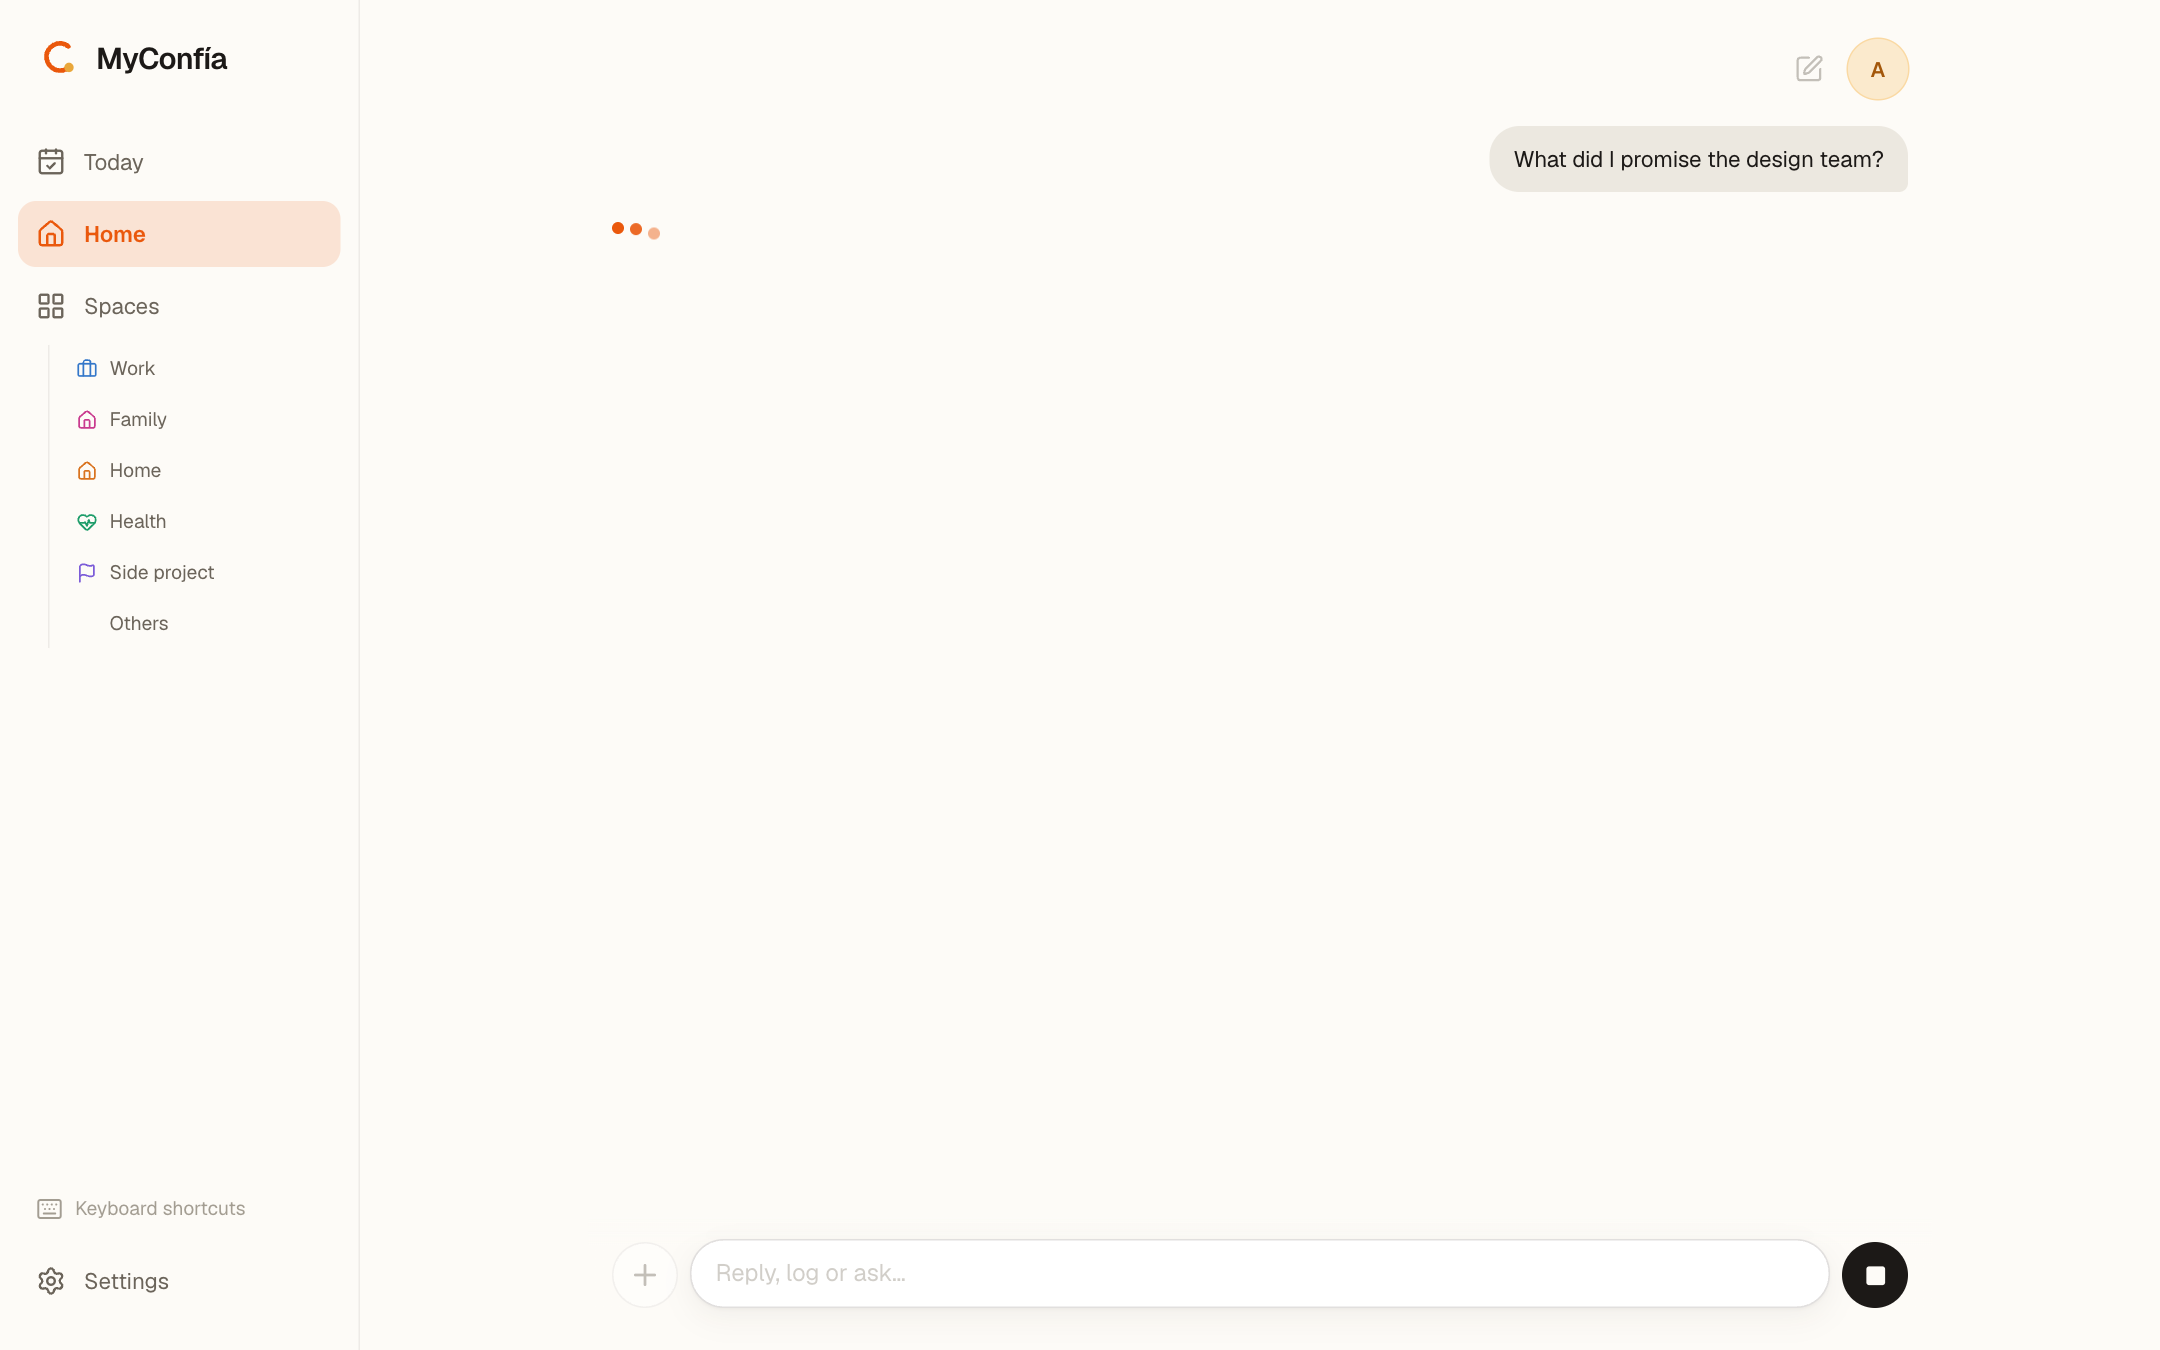 MyConfía
Today
Home
Spaces
Work
Family
Home
Health
Side project
Others
Keyboard shortcuts
Settings
A
What did I promise the design team?
Reply, log or ask...